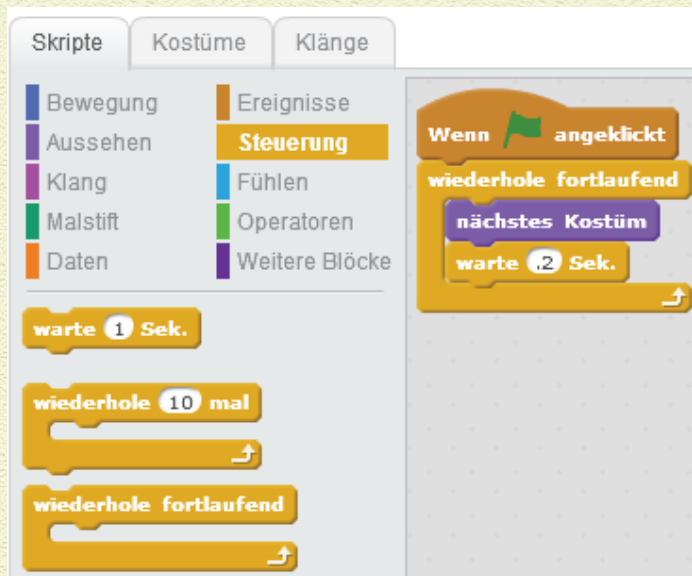 Skripte Kostüme Klänge
Bewegung Ereignisse
Aussehen Steuerung
Klang Fühlen
Malstift Operatoren
Daten Weitere Blöcke
warte 1 Sek.
wiederhole 10 mal
wiederhole fortlaufend
Wenn angeklickt
wiederhole fortlaufend
nächstes Kostüm
warte .2 Sek.